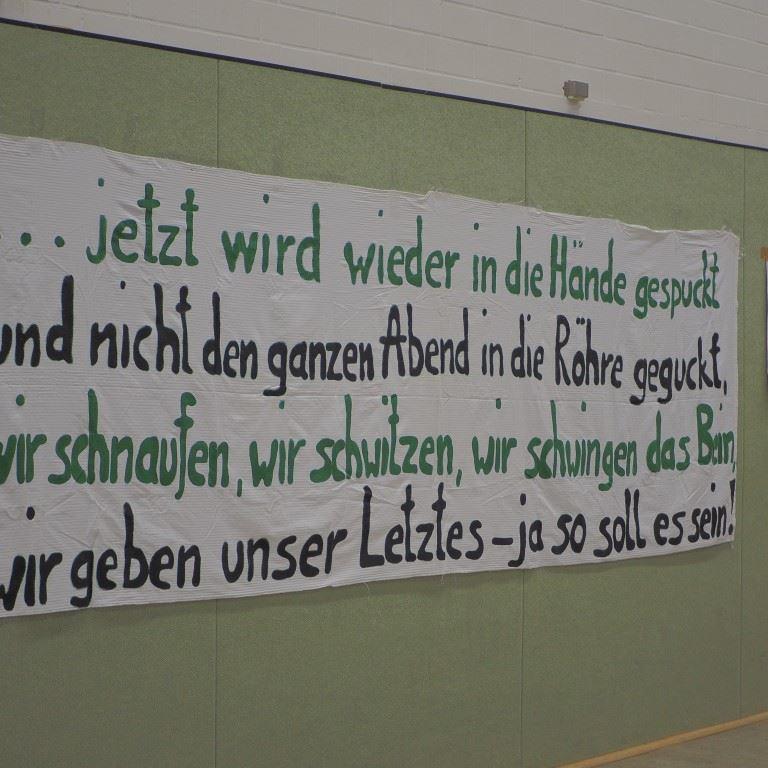 ... jetzt wird wieder in die Hände gespuckt
und nicht den ganzen Abend in die Röhre geguckt,
wir schnaufen, wir schwitzen, wir schwingen das Bein,
wir geben unser Letztes – ja so soll es sein!